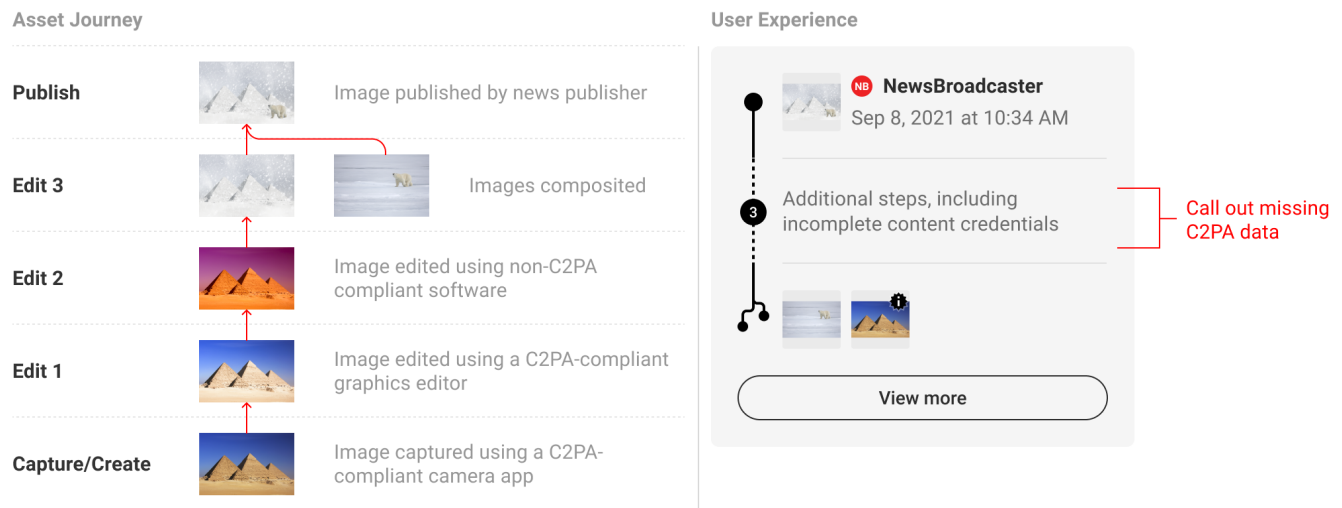 Asset Journey
Publish
Image published by news publisher
Edit 3
Images composited
Edit 2
Image edited using non-C2PA
compliant software
Edit 1
Image edited using a C2PA-compliant
graphics editor
Capture/Create
Image captured using a C2PA-
compliant camera app
User Experience
NB NewsBroadcaster
Sep 8, 2021 at 10:34 AM
3
Additional steps, including
incomplete content credentials
Call out missing
C2PA data
i
View more